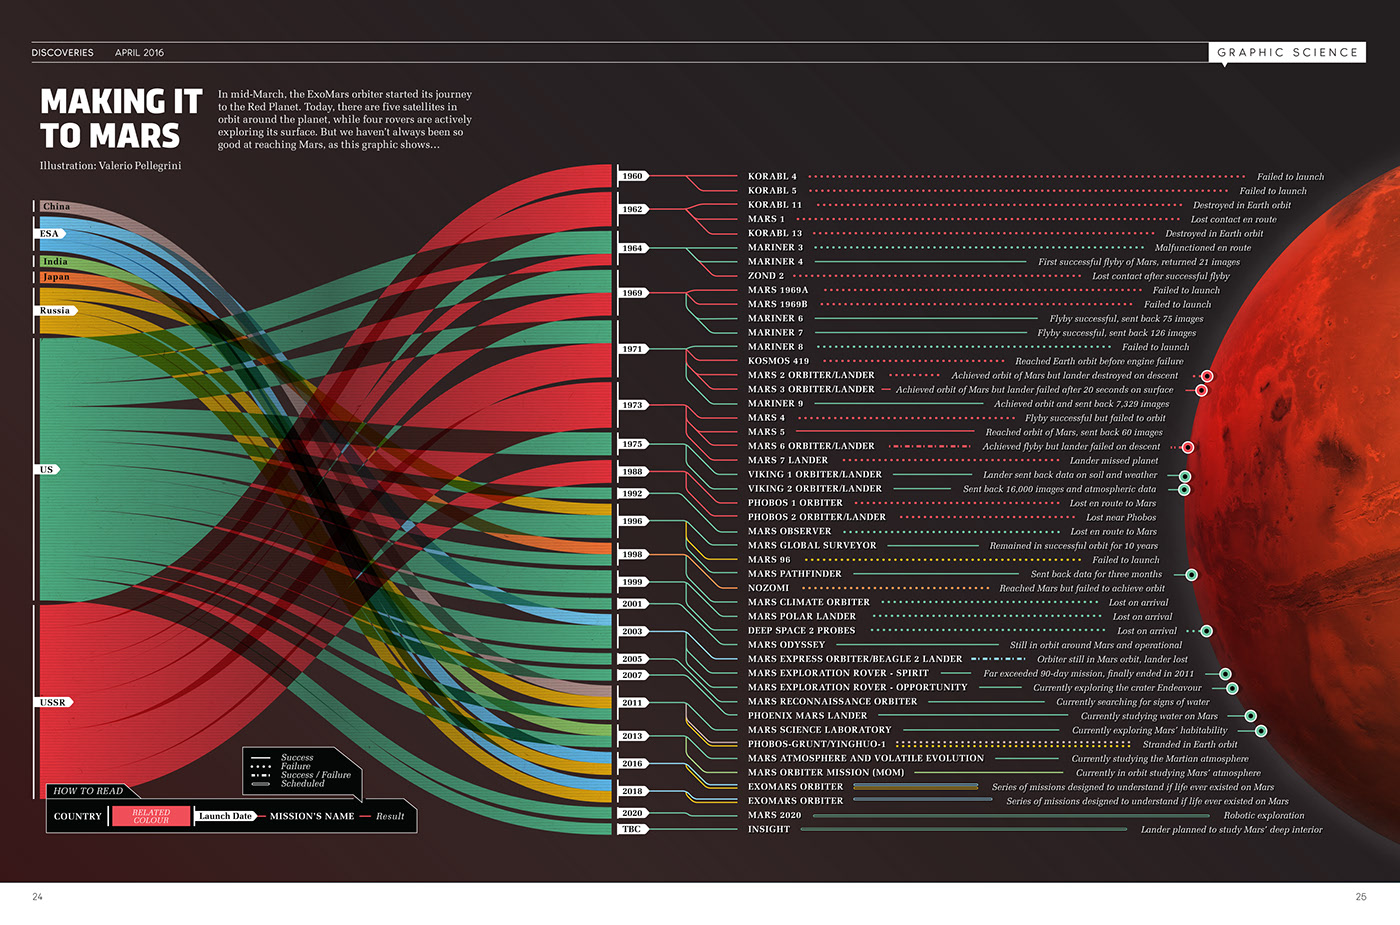 DISCOVERIES APRIL 2016
GRAPHIC SCIENCE
MAKING IT
TO MARS
Illustration: Valerio Pellegrini
In mid-March, the ExoMars orbiter started its journey
to the Red Planet. Today, there are five satellites in
orbit around the planet, while four rovers are actively
exploring its surface. But we haven't always been so
good at reaching Mars, as this graphic shows...
China
ESA
India
Japan
Russia
US
USSR
1960
1962
1964
1969
1971
1973
1975
1988
1992
1996
1998
1999
2001
2003
2005
2007
2011
2013
2016
2018
2020
TBC
KORABL 4 Failed to launch
KORABL 5 Failed to launch
KORABL 11 Destroyed in Earth orbit
MARS 1 Lost contact en route
KORABL 13 Destroyed in Earth orbit
MARINER 3 Malfunctioned en route
MARINER 4 First successful flyby of Mars, returned 21 images
ZOND 2 Lost contact after successful flyby
MARS 1969A Failed to launch
MARS 1969B Failed to launch
MARINER 6 Flyby successful, sent back 75 images
MARINER 7 Flyby successful, sent back 126 images
MARINER 8 Failed to launch
KOSMOS 419 Reached Earth orbit before engine failure
MARS 2 ORBITER/LANDER Achieved orbit of Mars but lander destroyed on descent
MARS 3 ORBITER/LANDER Achieved orbit of Mars but lander failed after 20 seconds on surface
MARINER 9 Achieved orbit and sent back 7,329 images
MARS 4 Flyby successful but failed to orbit
MARS 5 Reached orbit of Mars, sent back 60 images
MARS 6 ORBITER/LANDER Achieved flyby but lander failed on descent
MARS 7 LANDER Lander missed planet
VIKING 1 ORBITER/LANDER Lander sent back data on soil and weather
VIKING 2 ORBITER/LANDER Sent back 16,000 images and atmospheric data
PHOBOS 1 ORBITER Lost en route to Mars
PHOBOS 2 ORBITER/LANDER Lost near Phobos
MARS OBSERVER Lost en route to Mars
MARS GLOBAL SURVEYOR Remained in successful orbit for 10 years
MARS 96 Failed to launch
MARS PATHFINDER Sent back data for three months
NOZOMI Reached Mars but failed to achieve orbit
MARS CLIMATE ORBITER Lost on arrival
MARS POLAR LANDER Lost on arrival
DEEP SPACE 2 PROBES Lost on arrival
MARS ODYSSEY Still in orbit around Mars and operational
MARS EXPRESS ORBITER/BEAGLE 2 LANDER Orbiter still in Mars orbit, lander lost
MARS EXPLORATION ROVER - SPIRIT Far exceeded 90-day mission, finally ended in 2011
MARS EXPLORATION ROVER - OPPORTUNITY Currently exploring the crater Endeavour
MARS RECONNAISSANCE ORBITER Currently searching for signs of water
PHOENIX MARS LANDER Currently studying water on Mars
MARS SCIENCE LABORATORY Currently exploring Mars' habitability
PHOBOS-GRUNT/YINGHUO-1 Stranded in Earth orbit
MARS ATMOSPHERE AND VOLATILE EVOLUTION Currently studying the Martian atmosphere
MARS ORBITER MISSION (MOM) Currently in orbit studying Mars' atmosphere
EXOMARS ORBITER Series of missions designed to understand if life ever existed on Mars
EXOMARS ORBITER Series of missions designed to understand if life ever existed on Mars
MARS 2020 Robotic exploration
INSIGHT Lander planned to study Mars' deep interior
Success
Failure
Success / Failure
Scheduled
HOW TO READ
COUNTRY RELATED COLOUR Launch Date MISSION'S NAME Result
24
25